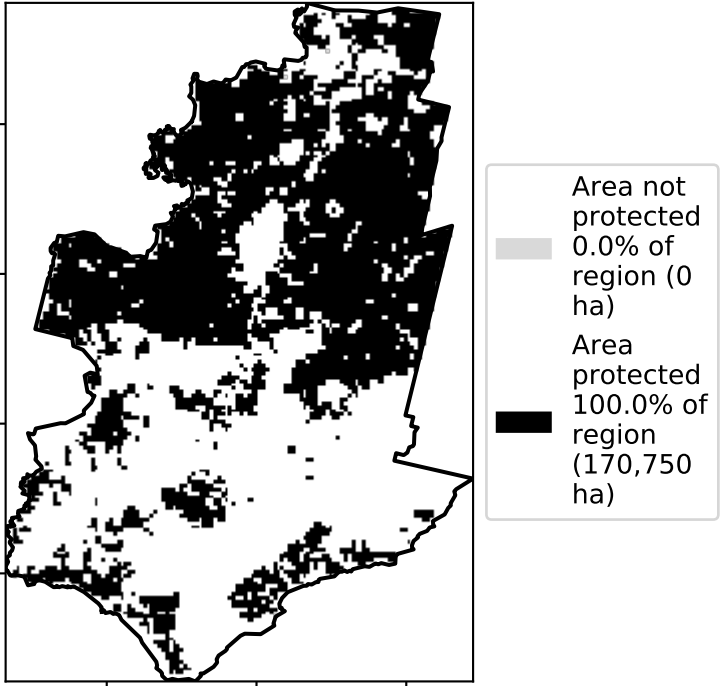 Area not
protected
0.0% of
region (0
ha)
Area
protected
100.0% of
region
(170,750
ha)